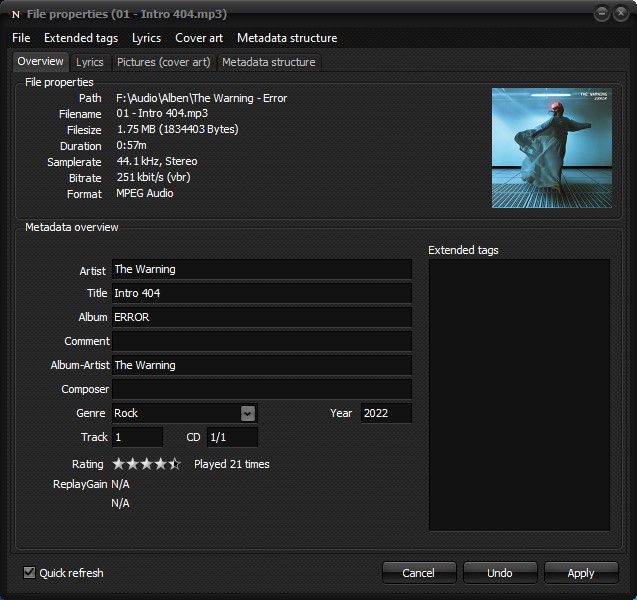 N File properties (01 - Intro 404.mp3)
File Extended tags Lyrics Cover art Metadata structure
Overview Lyrics Pictures (cover art) Metadata structure
File properties
Path F:\Audio\Alben\The Warning - Error
Filename 01 - Intro 404.mp3
Filesize 1.75 MB (1834403 Bytes)
Duration 0:57m
Samplerate 44.1 kHz, Stereo
Bitrate 251 kbit/s (vbr)
Format MPEG Audio
THE WARNING
ERROR
Metadata overview
Extended tags
Artist The Warning
Title Intro 404
Album ERROR
Comment
Album-Artist The Warning
Composer
Genre Rock Year 2022
Track 1 CD 1/1
Rating Played 21 times
ReplayGain N/A
N/A
Quick refresh Cancel Undo Apply